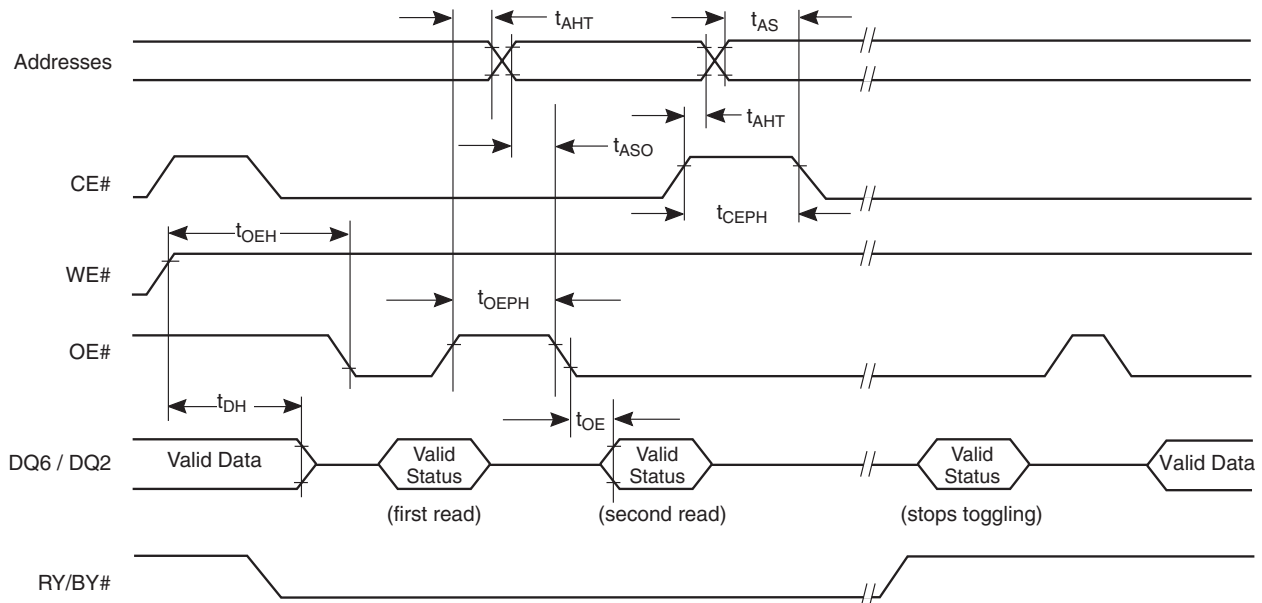 tAHT
tAS
Addresses
tAHT
tASO
CE#
tCEPH
tOEH
WE#
tOEPH
OE#
tDH
tOE
DQ6 / DQ2
Valid Data
Valid
Status
Valid
Status
Valid
Status
Valid Data
(first read)
(second read)
(stops toggling)
RY/BY#